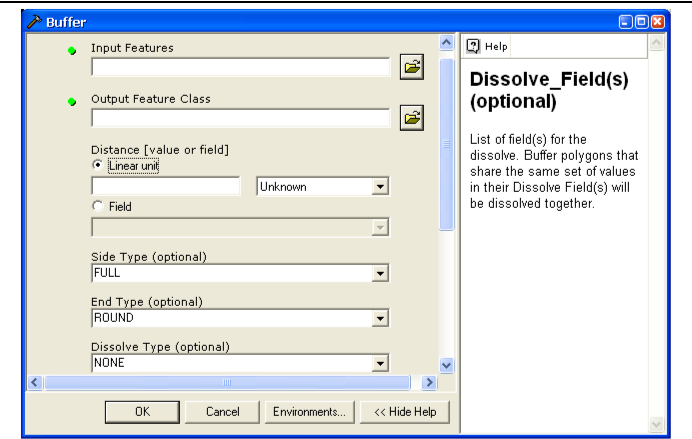 Buffer
Input Features
Output Feature Class
Distance [value or field]
Linear unit
Unknown
Field
Side Type (optional)
FULL
End Type (optional)
ROUND
Dissolve Type (optional)
NONE
OK Cancel Environments... << Hide Help
Help
Dissolve_Field(s)
(optional)
List of field(s) for the
dissolve. Buffer polygons that
share the same set of values
in their Dissolve Field(s) will
be dissolved together.